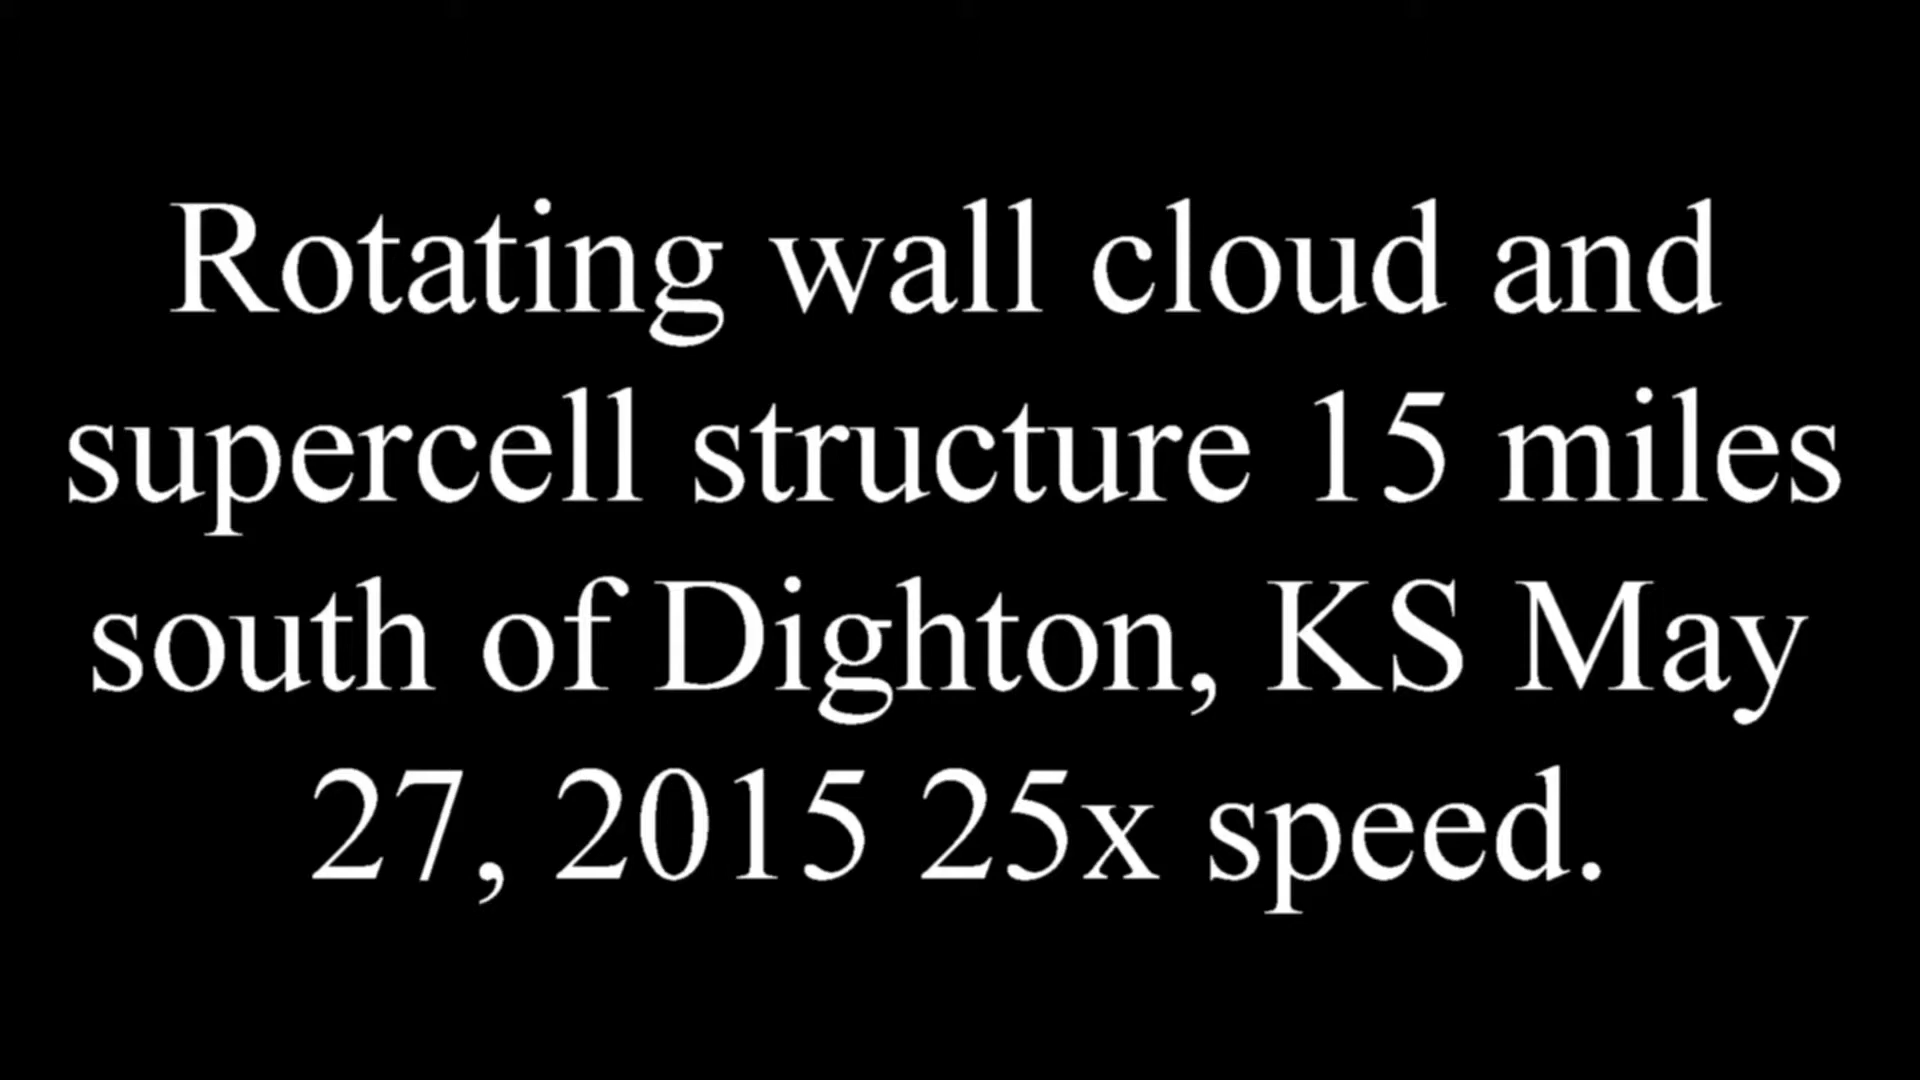 Rotating wall cloud and
supercell structure 15 miles
south of Dighton, KS May
27, 2015 25x speed.